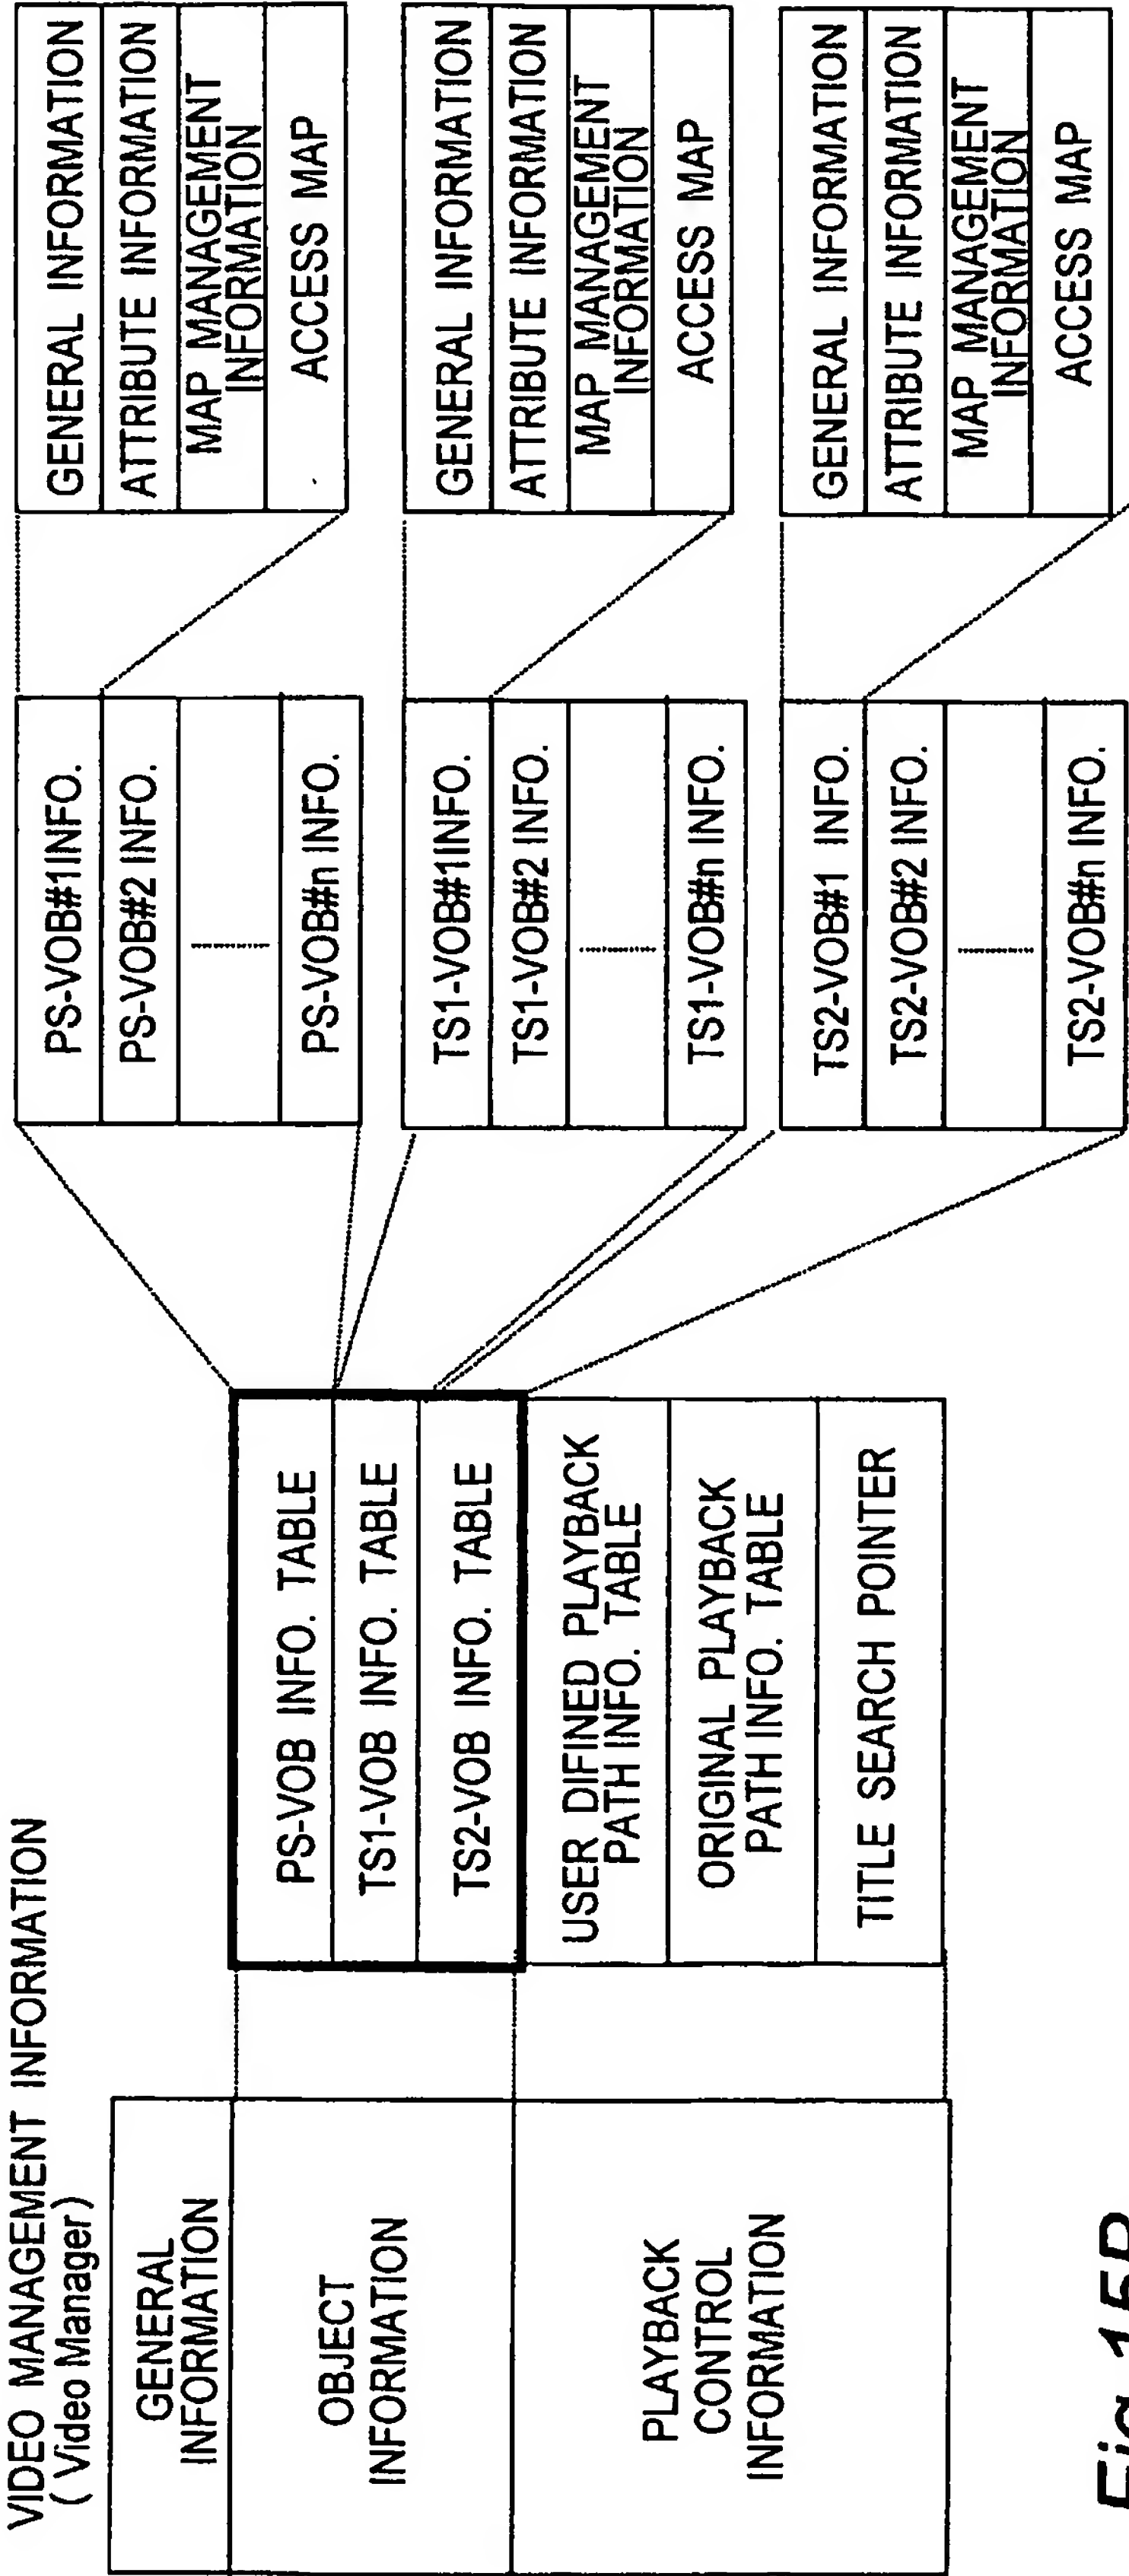 VIDEO MANAGEMENT INFORMATION
( Video Manager)
GENERAL
INFORMATION
OBJECT
INFORMATION
PLAYBACK
CONTROL
INFORMATION
PS-VOB INFO. TABLE
TS1-VOB INFO. TABLE
TS2-VOB INFO. TABLE
USER DIFINED PLAYBACK
PATH INFO. TABLE
ORIGINAL PLAYBACK
PATH INFO. TABLE
TITLE SEARCH POINTER
PS-VOB#1INFO.
PS-VOB#2 INFO.
PS-VOB#n INFO.
TS1-VOB#1INFO.
TS1-VOB#2 INFO.
TS1-VOB#n INFO.
TS2-VOB#1 INFO.
TS2-VOB#2 INFO.
TS2-VOB#n INFO.
GENERAL INFORMATION
ATTRIBUTE INFORMATION
MAP MANAGEMENT
INFORMATION
ACCESS MAP
GENERAL INFORMATION
ATTRIBUTE INFORMATION
MAP MANAGEMENT
INFORMATION
ACCESS MAP
GENERAL INFORMATION
ATTRIBUTE INFORMATION
MAP MANAGEMENT
INFORMATION
ACCESS MAP
Fig. 15B